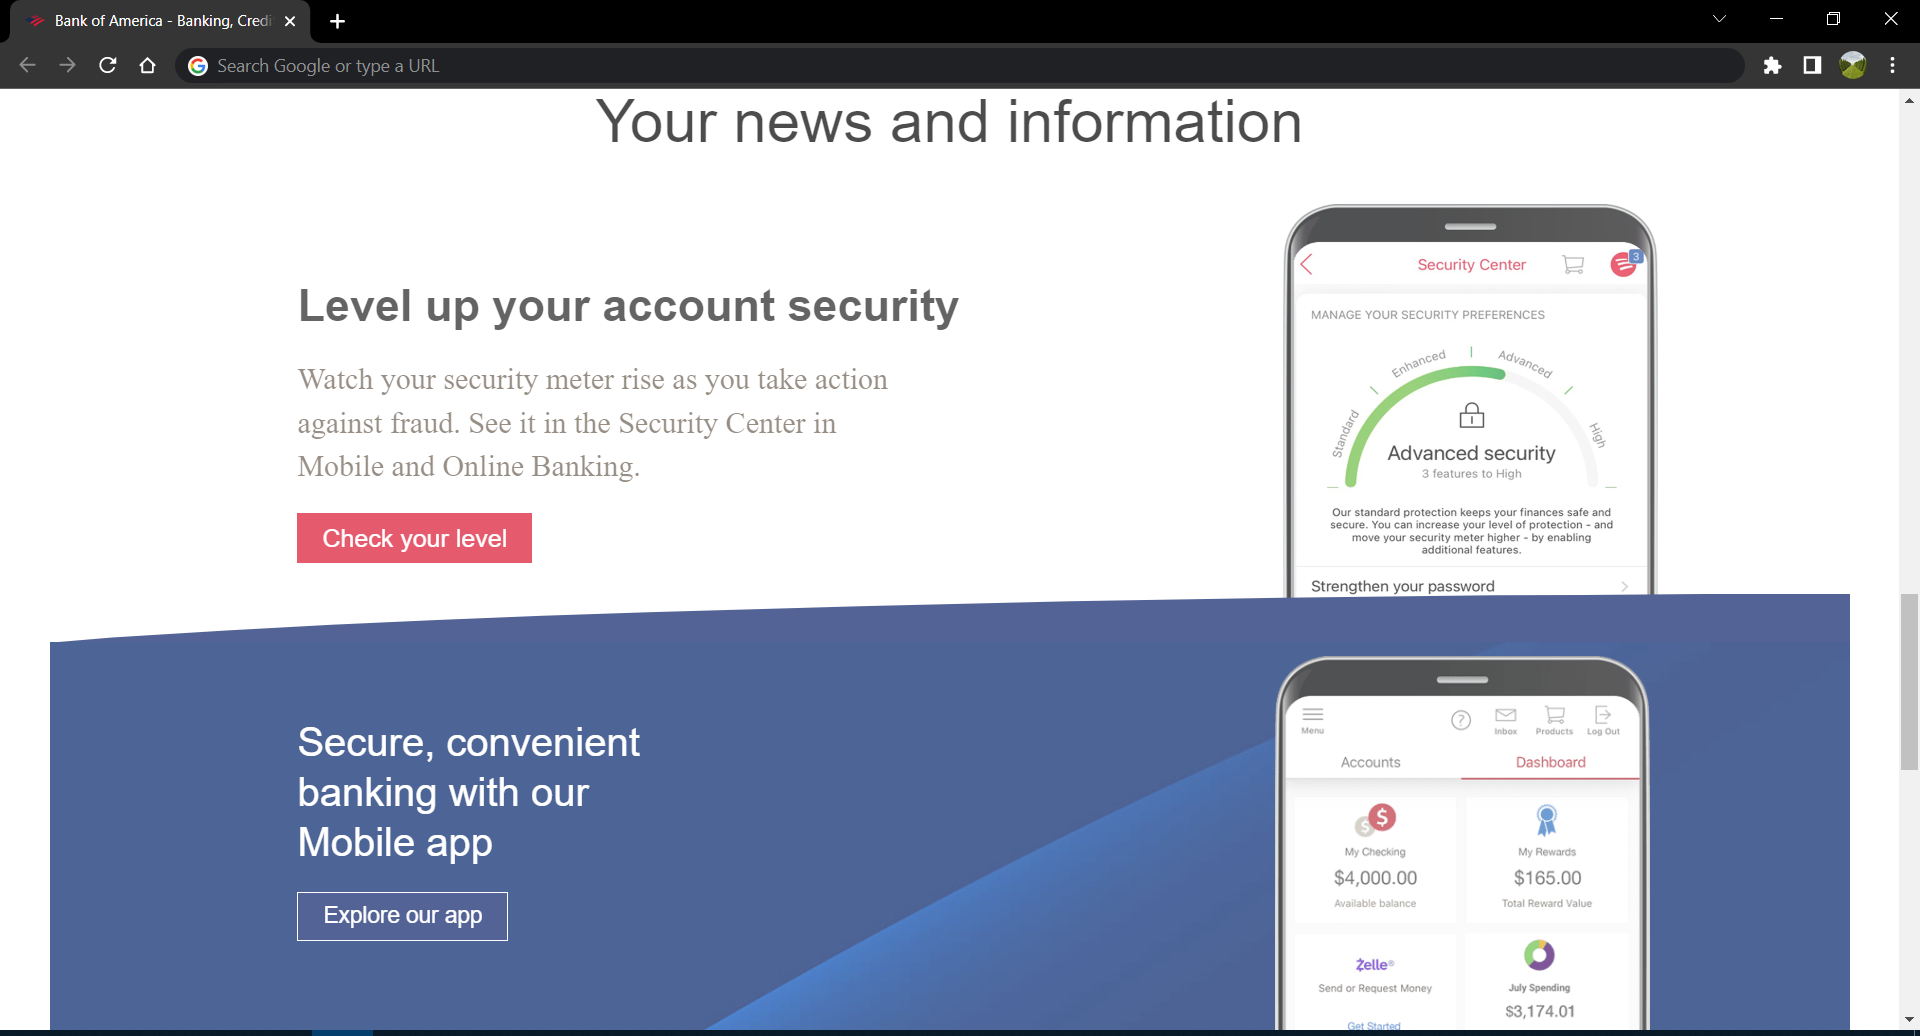 Bank of America - Banking, Credi
Search Google or type a URL
Your news and information
Level up your account security
Watch your security meter rise as you take action
against fraud. See it in the Security Center in
Mobile and Online Banking.
Check your level
Security Center
3
MANAGE YOUR SECURITY PREFERENCES
Standard
Enhanced
Advanced
High
Advanced security
3 features to High
Our standard protection keeps your finances safe and
secure. You can increase your level of protection - and
move your security meter higher - by enabling
additional features.
Strengthen your password
Secure, convenient
banking with our
Mobile app
Explore our app
Menu
?
Inbox
Products
Log Out
Accounts
Dashboard
$ $
My Checking
$4,000.00
Available balance
My Rewards
$165.00
Total Reward Value
Zelle®
Send or Request Money
Get Started
July Spending
$3,174.01